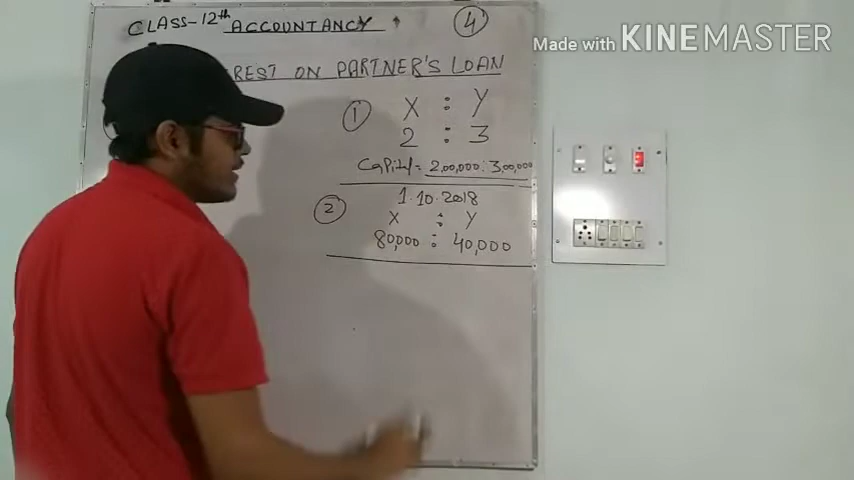 CLASS-12th ACCOUNTANCY
4
Made with KINEMASTER
REST ON PARTNER'S LOAN
1 X : Y
2 : 3
Capital = 2,00,000 : 3,00,000
2 1.10.2018
X : Y
80,000 : 40,000